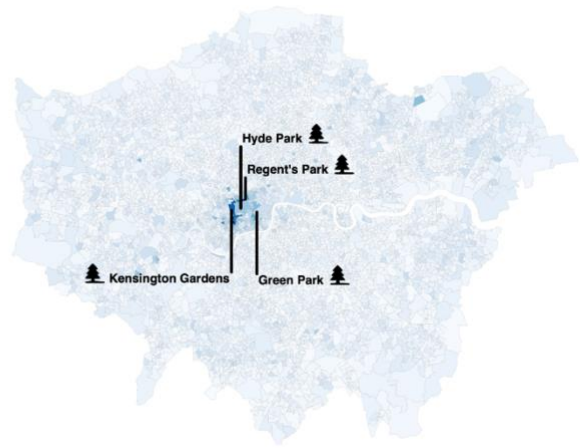 Hyde Park
Regent's Park
Kensington Gardens
Green Park